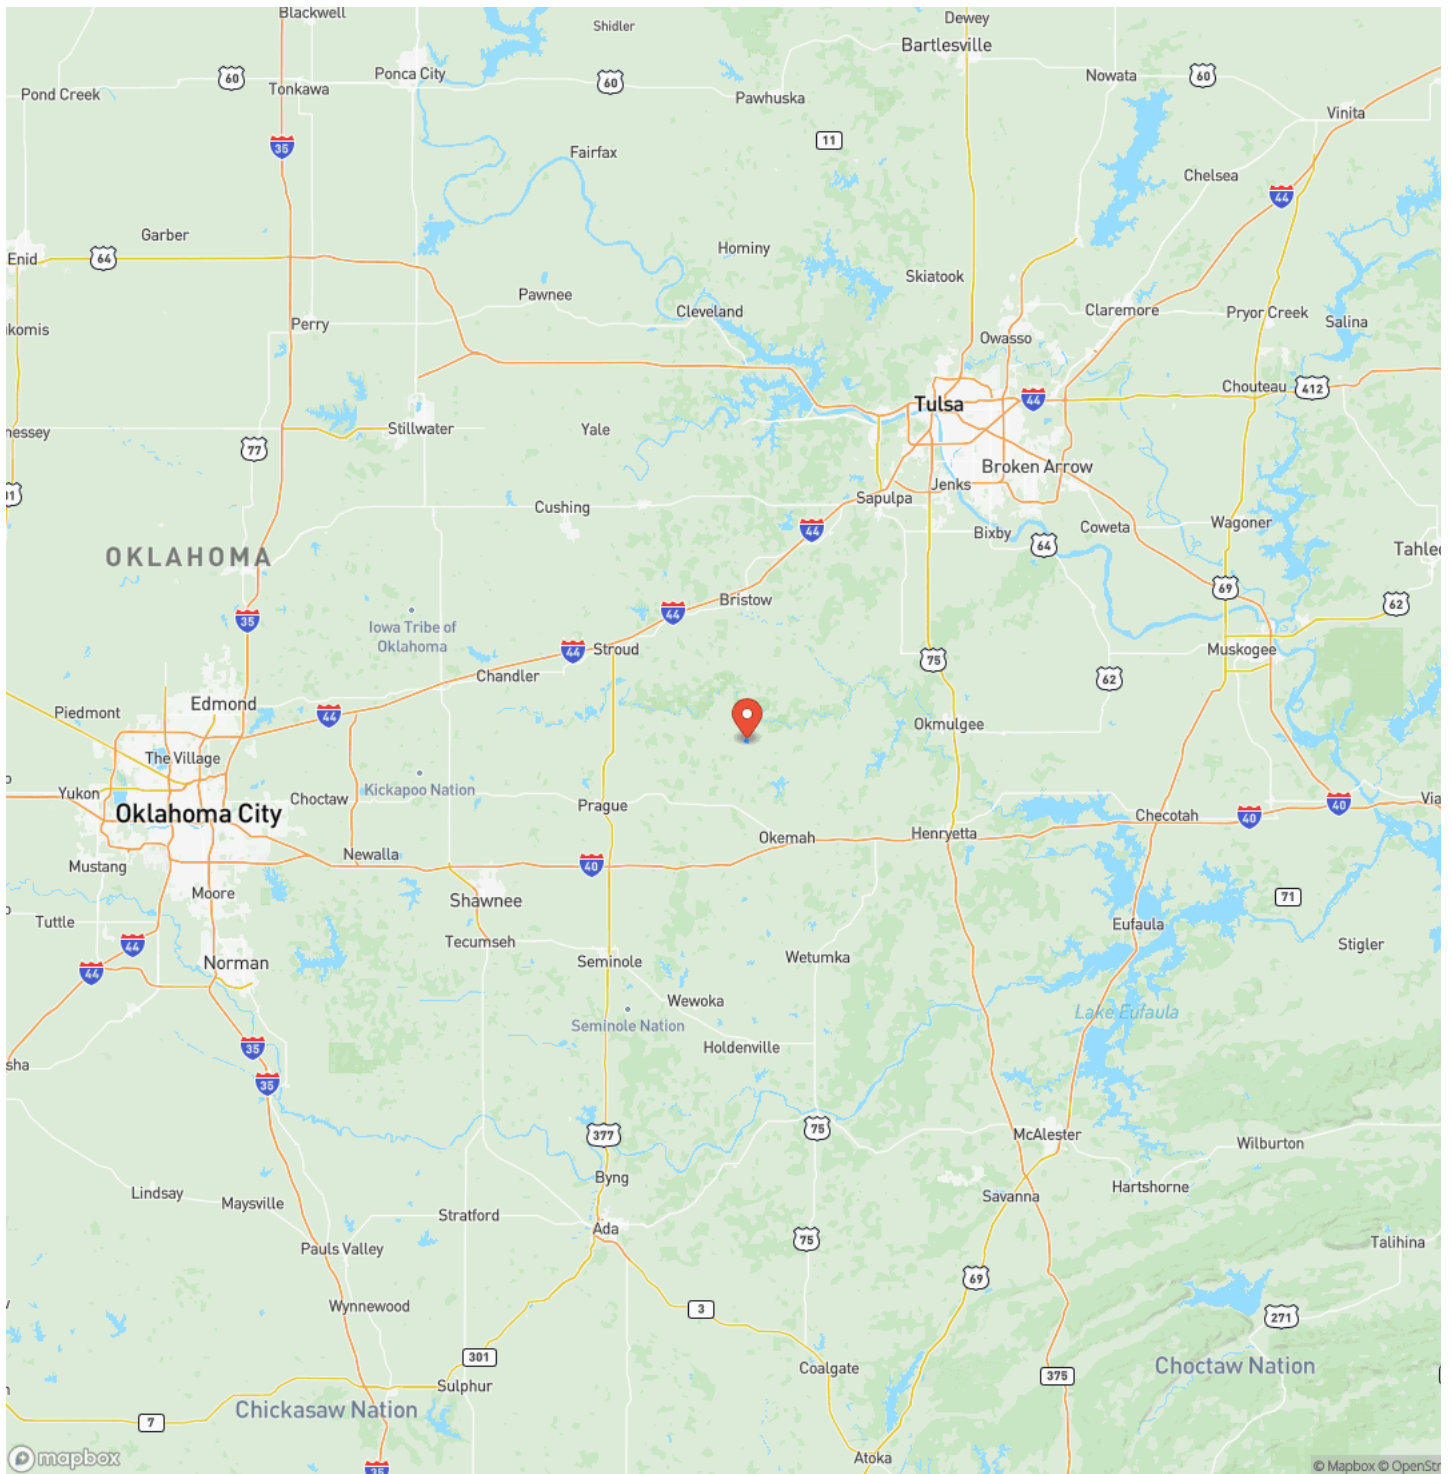 Blackwell
Shidler
Dewey
Bartlesville
Ponca City
60
Tonkawa
60
Nowata
60
Pond Creek
Pawhuska
Vinita
11
35
Fairfax
Chelsea
44
Garber
Hominy
Enid
64
Skiatook
Pawnee
Cleveland
Claremore
Pryor Creek
Salina
komis
Perry
Owasso
Chouteau
412
Tulsa
44
nessey
Stillwater
Yale
77
Broken Arrow
31
Jenks
Sapulpa
Cushing
44
Bixby
Coweta
Wagoner
64
OKLAHOMA
Tahlec
69
Bristow
62
35
44
Iowa Tribe of
Oklahoma
44
Stroud
75
Muskogee
Chandler
62
Edmond
Piedmont
44
Okmulgee
The Village
Kickapoo Nation
Yukon
Choctaw
Prague
Via
40
Oklahoma City
Checotah
40
Okemah
Henryetta
Newalla
40
Mustang
Moore
Shawnee
71
Tuttle
Eufaula
44
Tecumseh
Stigler
Norman
Seminole
Wetumka
44
Wewoka
Lake Eufaula
Seminole Nation
35
Holdenville
sha
35
377
75
McAlester
Wilburton
Byng
Lindsay
Maysville
Hartshorne
Savanna
Stratford
Ada
Pauls Valley
75
Talihina
69
Wynnewood
3
271
301
Coalgate
Choctaw Nation
375
Sulphur
Chickasaw Nation
7
mapbox
Atoka
35
© Mapbox © OpenStr